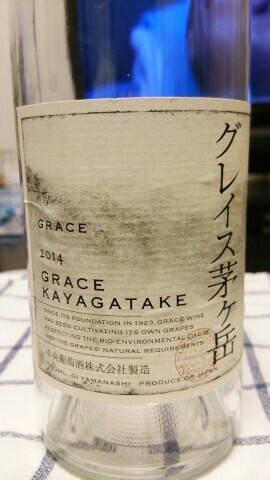 グレイス茅ヶ岳
GRACE
2014
GRACE
KAYAGATAKE
SINCE ITS FOUNDATION IN 1923, GRACE WINE
HAS BEEN CULTIVATING ITS OWN GRAPES
RESPECTING THE BIO-ENVIRONMENTAL
AND THE GRAPES' NATURAL REQUIREMENTS
中央葡萄酒株式会社製造
GI YAMANASHI PRODUCE OF JAPAN